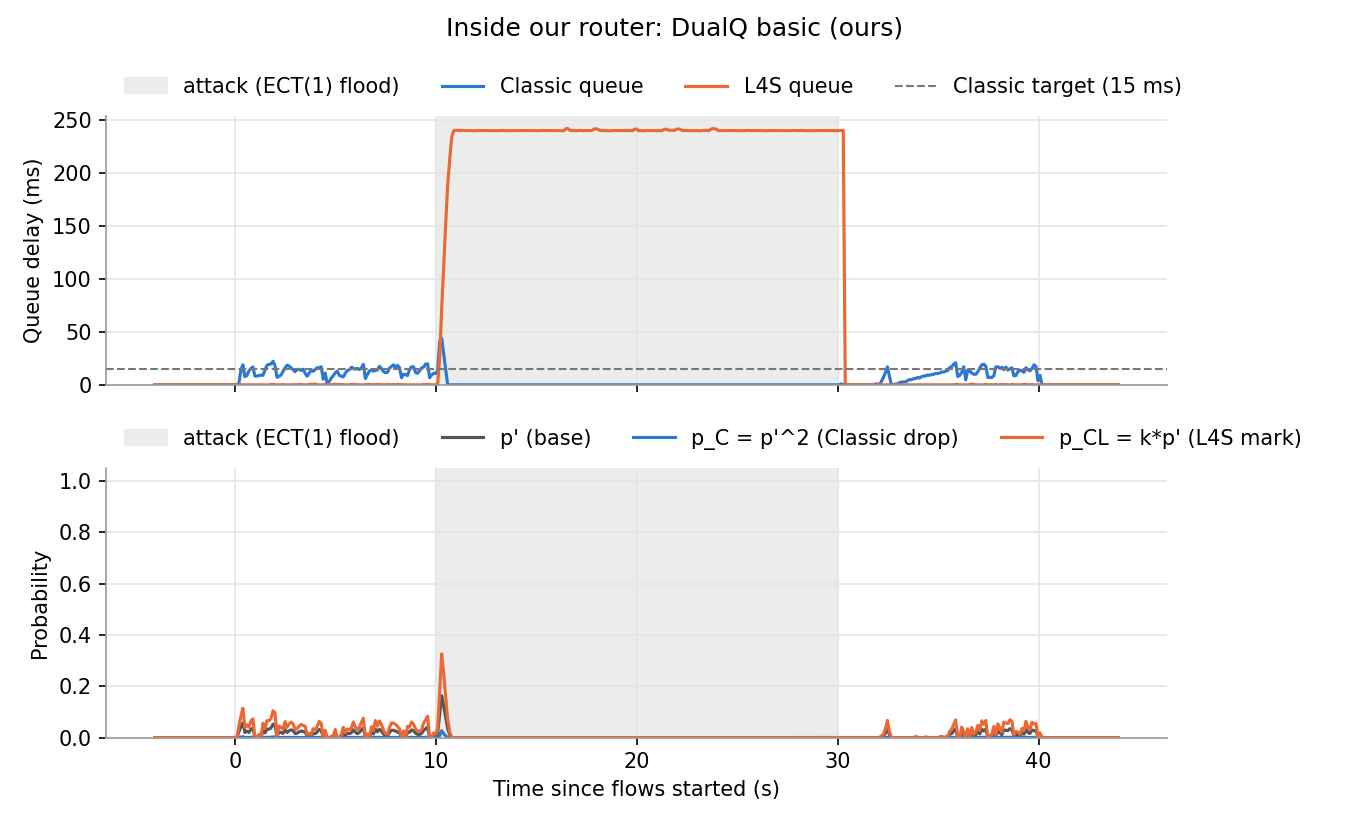 Inside our router: DualQ basic (ours)
attack (ECT(1) flood) Classic queue L4S queue Classic target (15 ms)
250
200
150
100
50
0
Queue delay (ms)
attack (ECT(1) flood) p' (base) p_C = p'^2 (Classic drop) p_CL = k*p' (L4S mark)
1.0
0.8
0.6
0.4
0.2
0.0
Probability
0 10 20 30 40
Time since flows started (s)